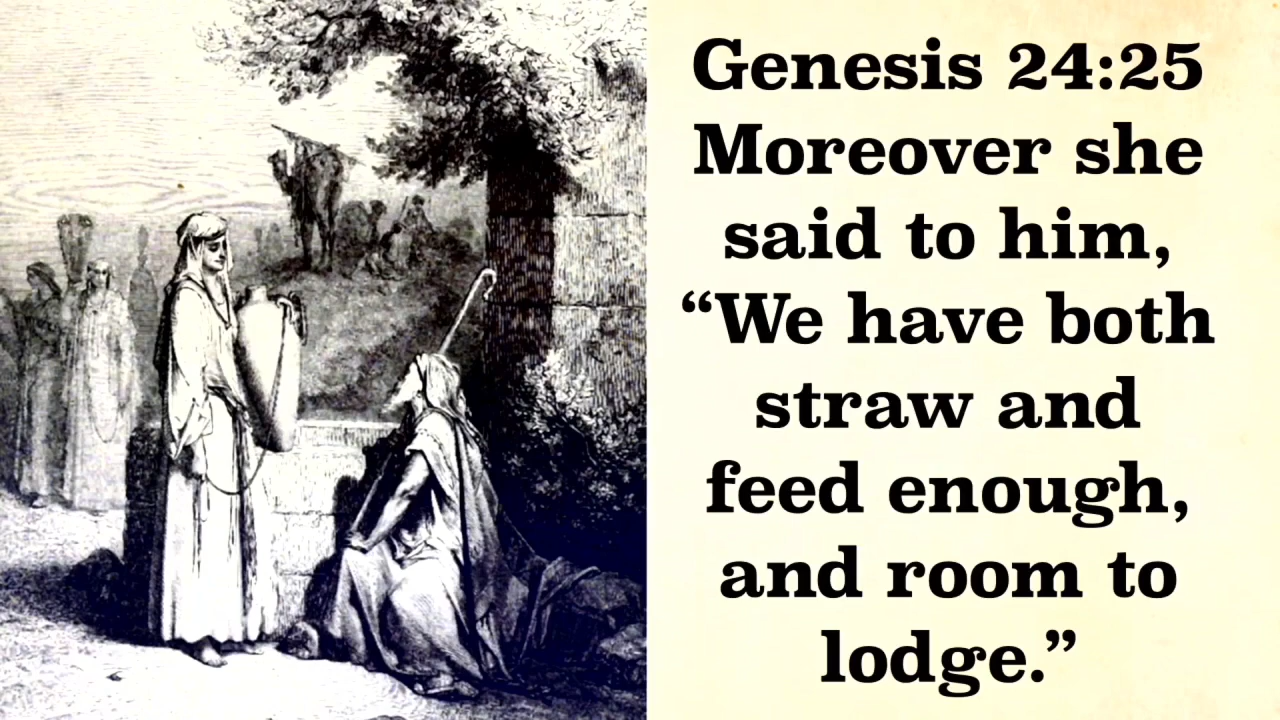 Genesis 24:25
Moreover she
said to him,
“We have both
straw and
feed enough,
and room to
lodge.”